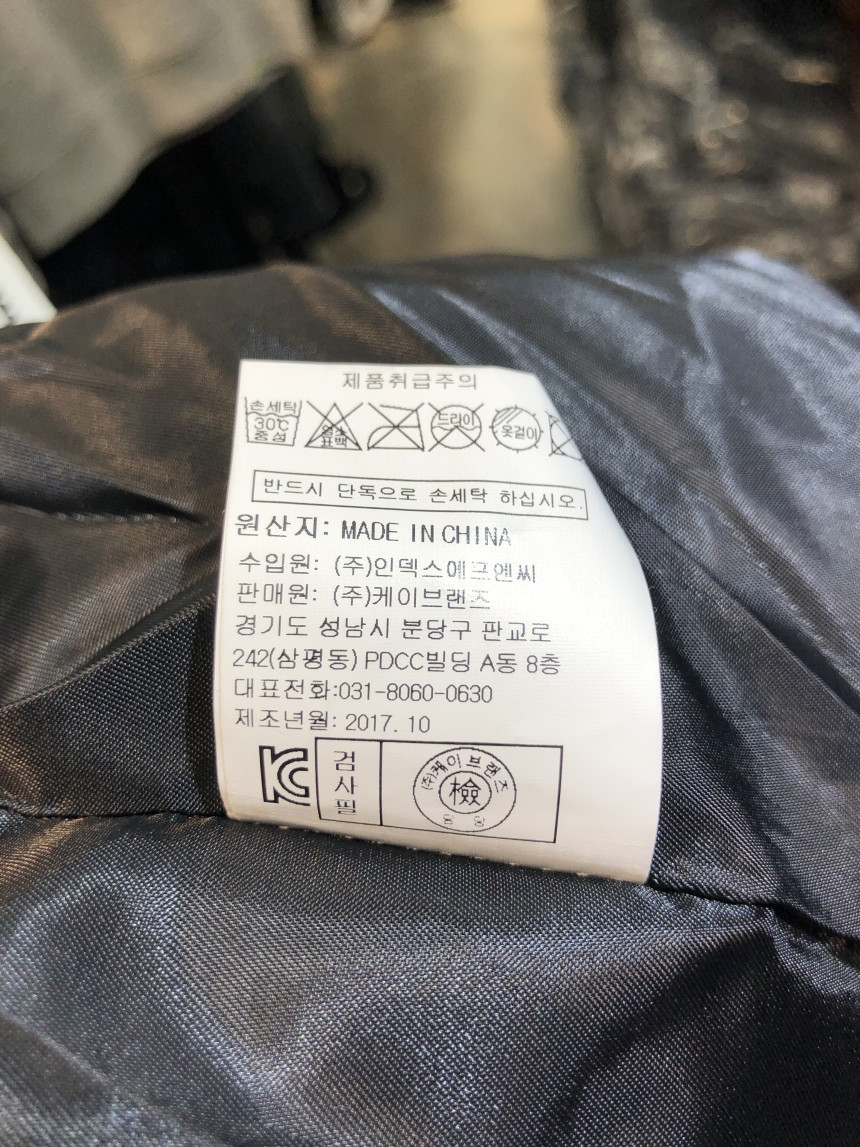 제품취급주의
손세탁 30℃ 중성 염소 표백 드라이 옷걸이
반드시 단독으로 손세탁 하십시오.
원산지: MADE IN CHINA
수입원: (주)인덱스에프엔씨
판매원: (주)케이브랜즈
경기도 성남시 분당구 판교로
242(삼평동) PDCC빌딩 A동 8층
대표전화:031-8060-0630
제조년월: 2017. 10
KC 검사필 (주)케이브랜즈 檢